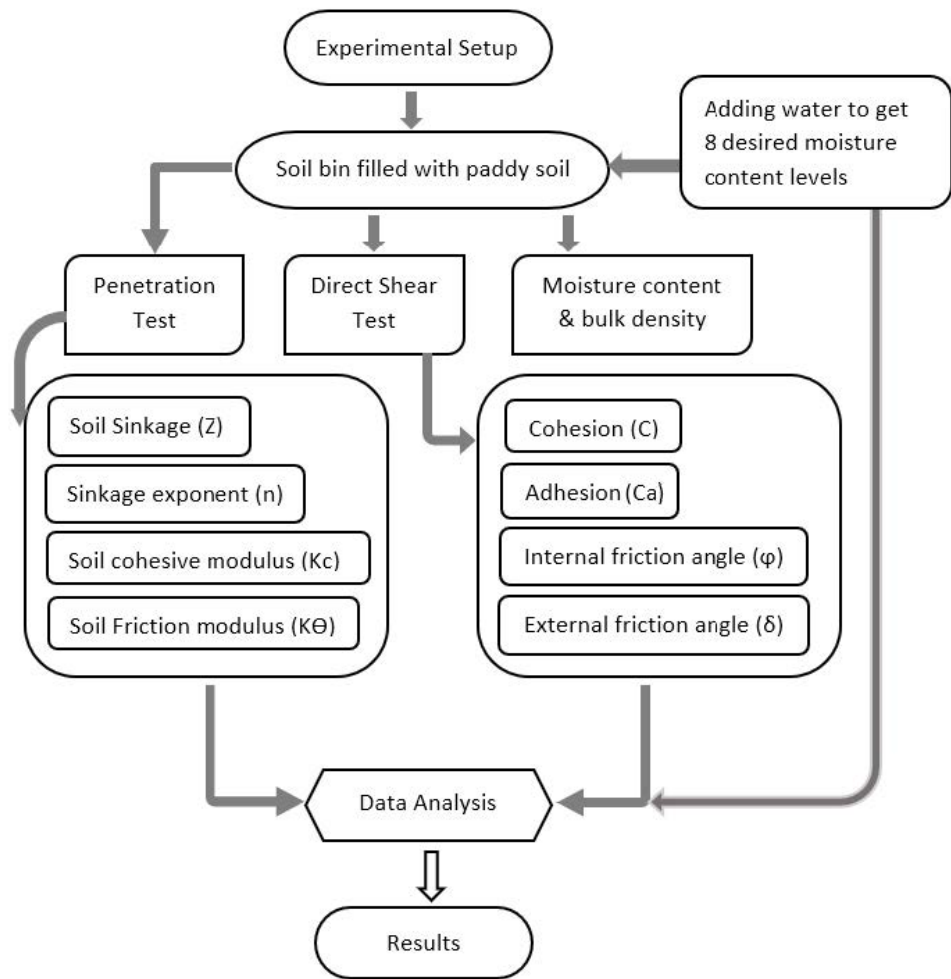 Experimental Setup
Adding water to get
8 desired moisture
content levels
Soil bin filled with paddy soil
Penetration
Test
Direct Shear
Test
Moisture content
& bulk density
Soil Sinkage (Z)
Sinkage exponent (n)
Soil cohesive modulus (Kc)
Soil Friction modulus (KƟ)
Cohesion (C)
Adhesion (Ca)
Internal friction angle (φ)
External friction angle (δ)
Data Analysis
Results